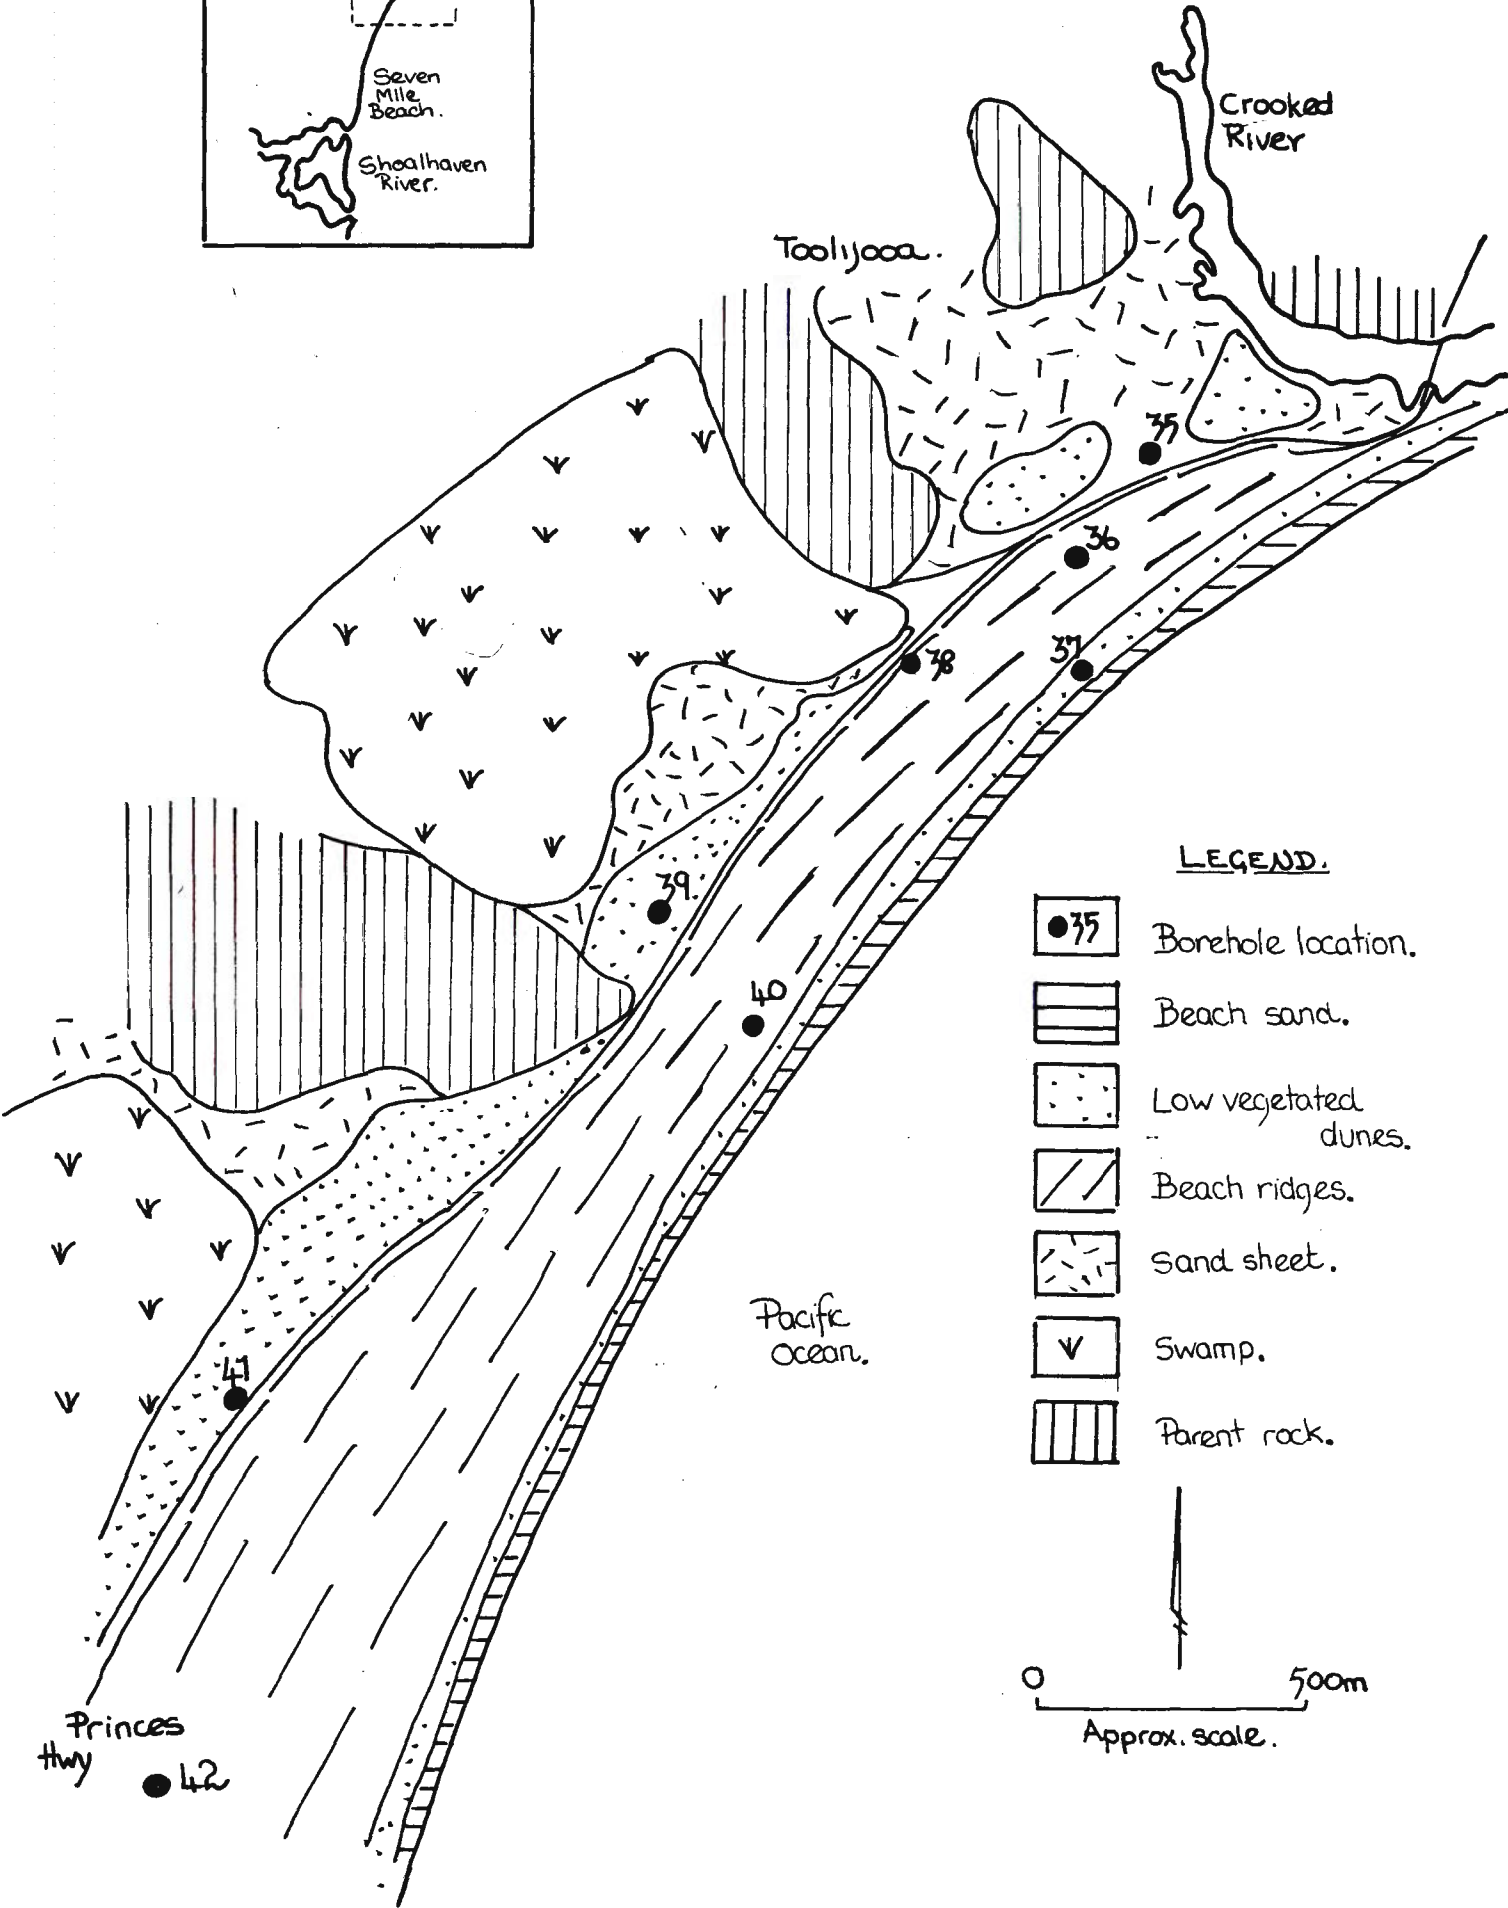 Seven
Mile
Beach.
Shoalhaven
River.
Crooked
River
Toolijooa.
35
36
37
38
39
40
41
42
Princes
Hwy
Pacific
Ocean.
LEGEND.
35
Borehole location.
Beach sand.
Low vegetated
dunes.
Beach ridges.
Sand sheet.
Swamp.
Parent rock.
0 500m
Approx. scale.